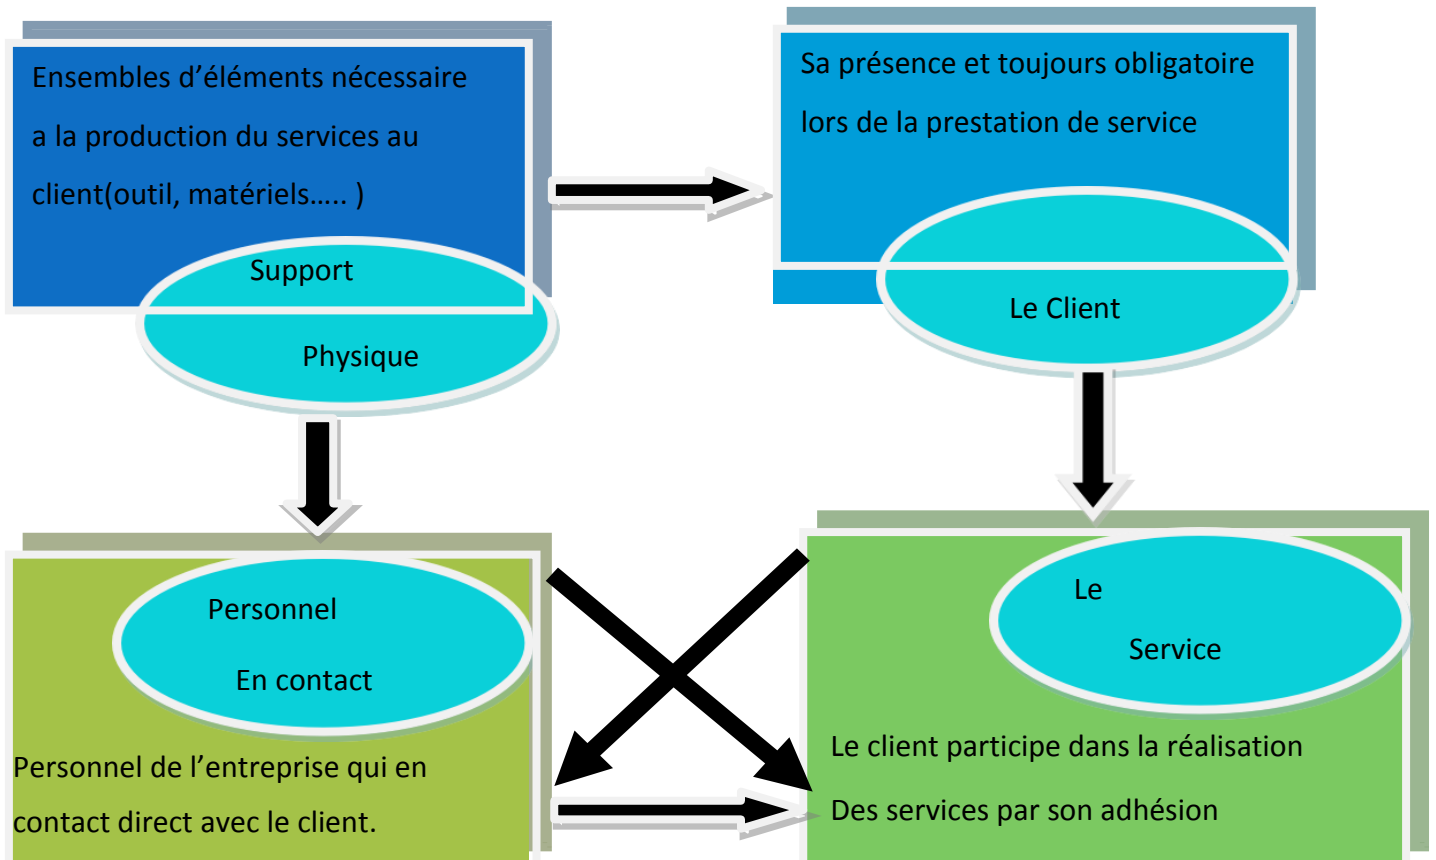 Ensembles d’éléments nécessaire
a la production du services au
client(outil, matériels….. )
Support
Physique
Sa présence et toujours obligatoire
lors de la prestation de service
Le Client
Personnel
En contact
Personnel de l’entreprise qui en
contact direct avec le client.
Le
Service
Le client participe dans la réalisation
Des services par son adhésion